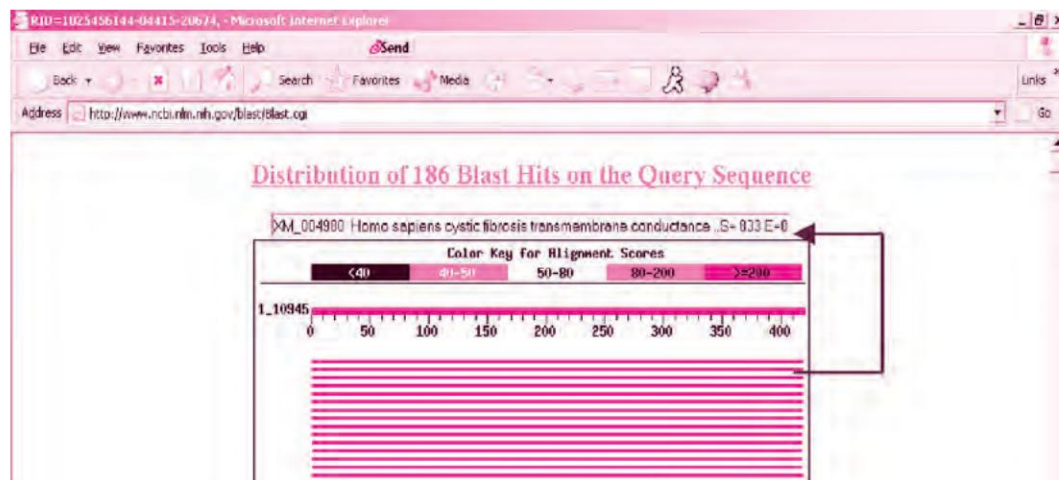 RID=1025456144-04415-20674, - Microsoft Internet Explorer
File Edit View Favorites Tools Help Send
Back Search Favorites Media Links
Address http://www.ncbi.nlm.nih.gov/blast/Blast.cgi Go
Distribution of 186 Blast Hits on the Query Sequence
XM_004980 Homo sapiens cystic fibrosis transmembrane conductance ..S= 833 E=0
Color Key for Alignment Scores
<40 40-50 50-80 80-200 >=200
1_10945
0 50 100 150 200 250 300 350 400